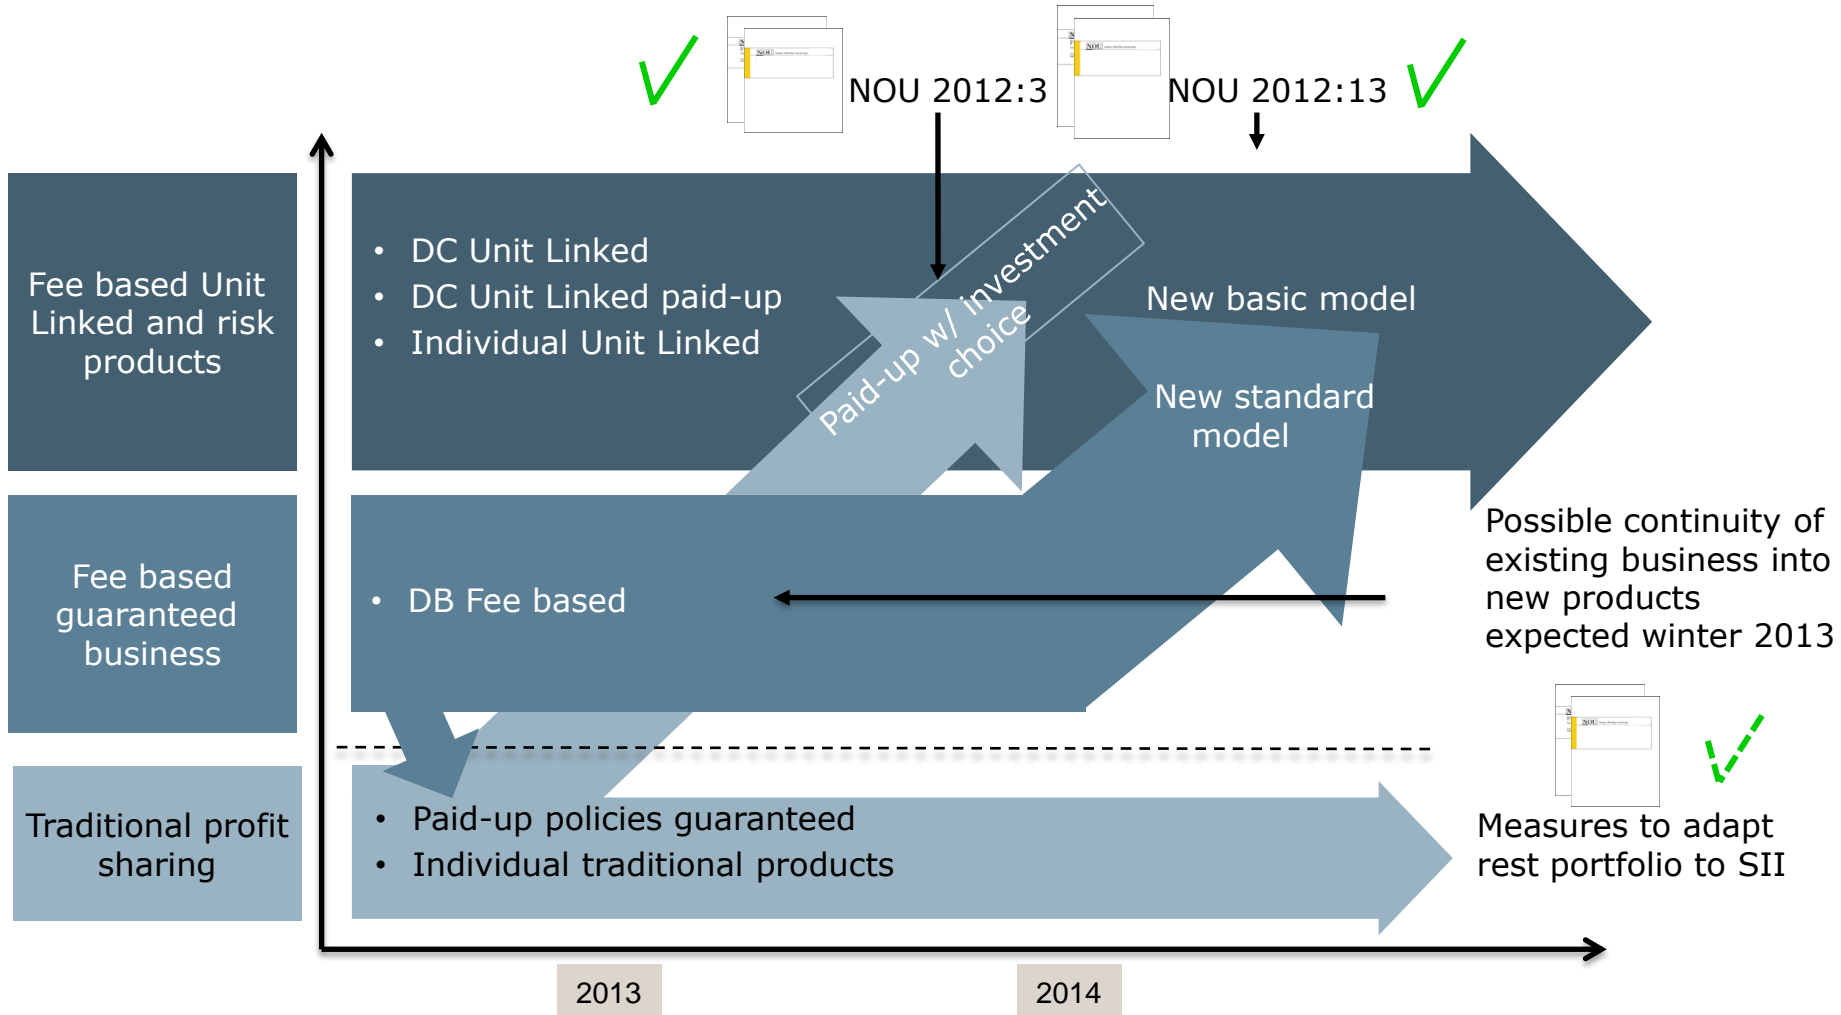 NOU 2012:3
NOU 2012:13
Fee based Unit
Linked and risk
products
• DC Unit Linked
• DC Unit Linked paid-up
• Individual Unit Linked
Paid-up w/ investment
choice
New basic model
New standard
model
Fee based
guaranteed
business
• DB Fee based
Possible continuity of
existing business into
new products
expected winter 2013
Traditional profit
sharing
• Paid-up policies guaranteed
• Individual traditional products
NOU
NOU
NOU
Measures to adapt
rest portfolio to SII
2013
2014